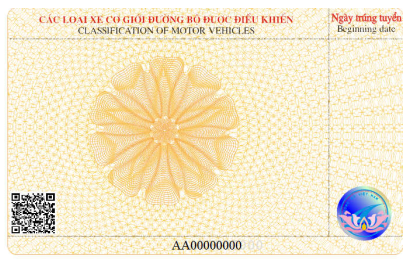 CÁC LOẠI XE CƠ GIỚI ĐƯỜNG BỘ ĐƯỢC ĐIỀU KHIỂN
CLASSIFICATION OF MOTOR VEHICLES
Ngày trúng tuyển
Beginning date
AA00000000